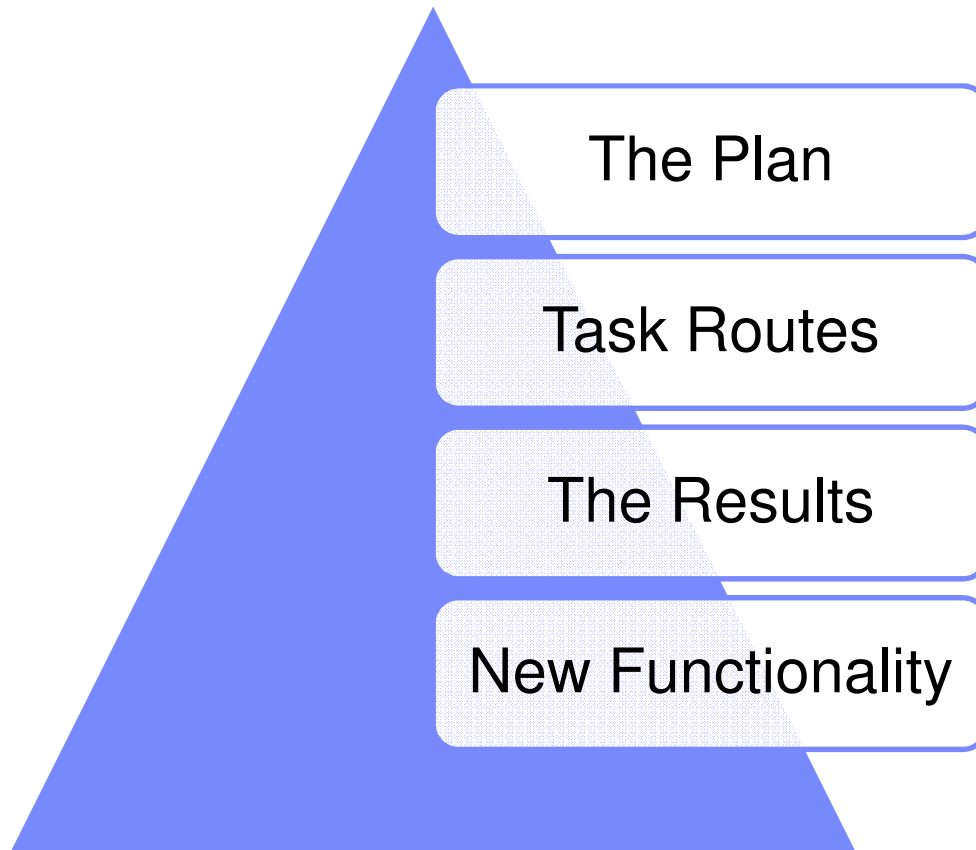 The Plan
Task Routes
The Results
New Functionality